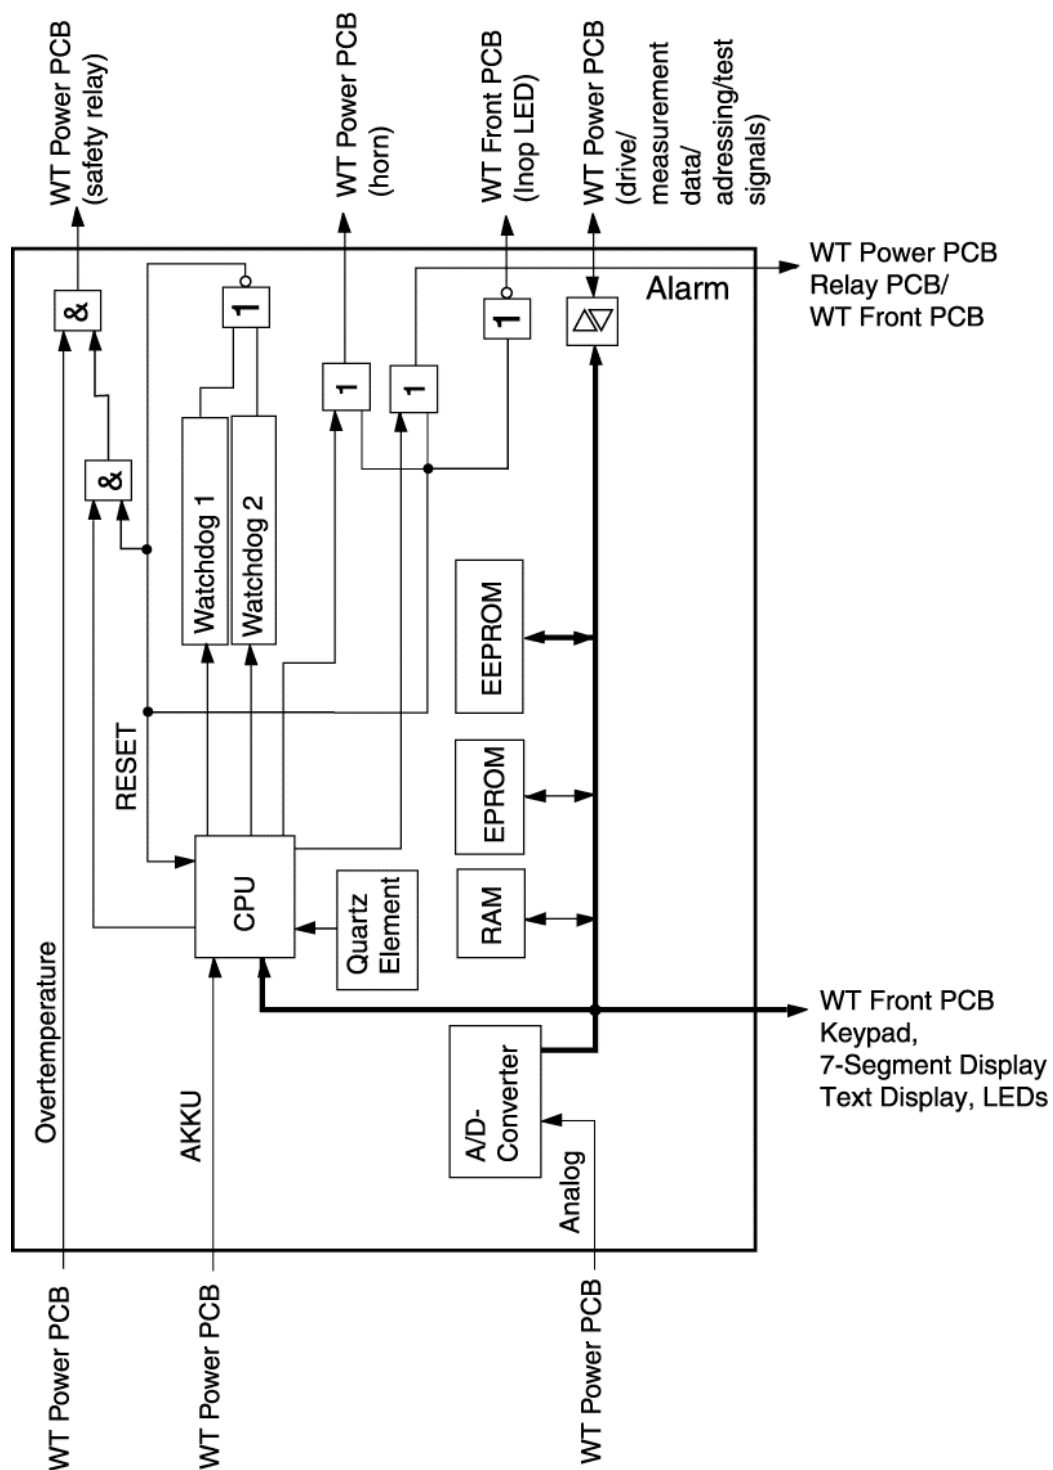 WT Power PCB
(safety relay)
WT Power PCB
(horn)
WT Front PCB
(Inop LED)
WT Power PCB
(drive/
measurement
data/
adressing/test
signals)
&
1
1
1
1
Alarm
WT Power PCB
Relay PCB/
WT Front PCB
&
Watchdog 1
Watchdog 2
EEPROM
RESET
EPROM
CPU
Quartz
Element
RAM
Overtemperature
WT Front PCB
Keypad,
7-Segment Display
Text Display, LEDs
AKKU
A/D-
Converter
Analog
WT Power PCB
WT Power PCB
WT Power PCB